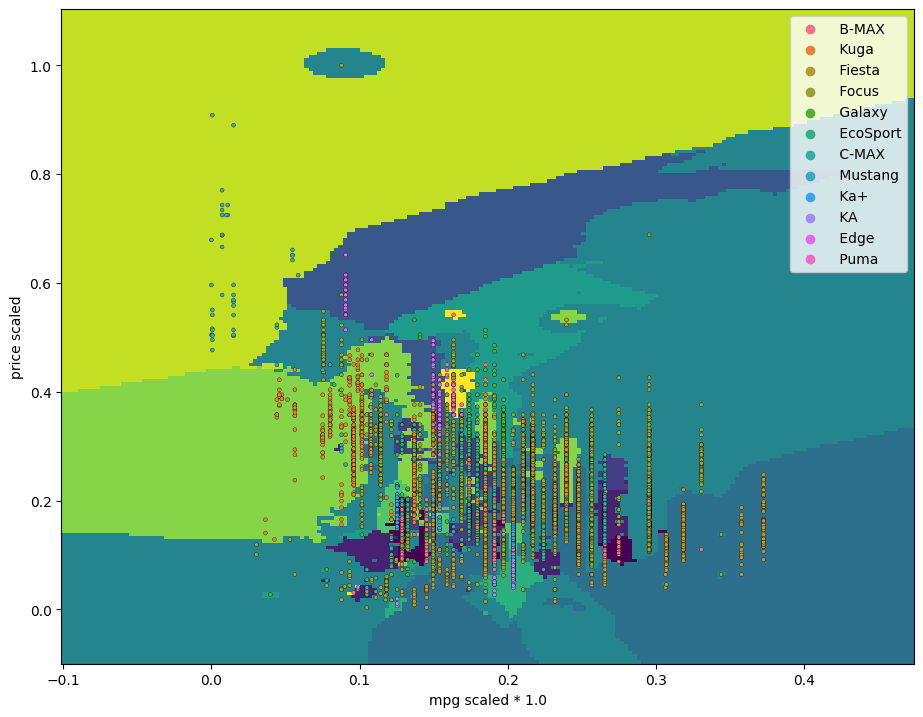 B-MAX
Kuga
Fiesta
Focus
Galaxy
EcoSport
C-MAX
Mustang
Ka+
KA
Edge
Puma
price scaled
1.0
0.8
0.6
0.4
0.2
0.0
−0.1 0.0 0.1 0.2 0.3 0.4
mpg scaled * 1.0